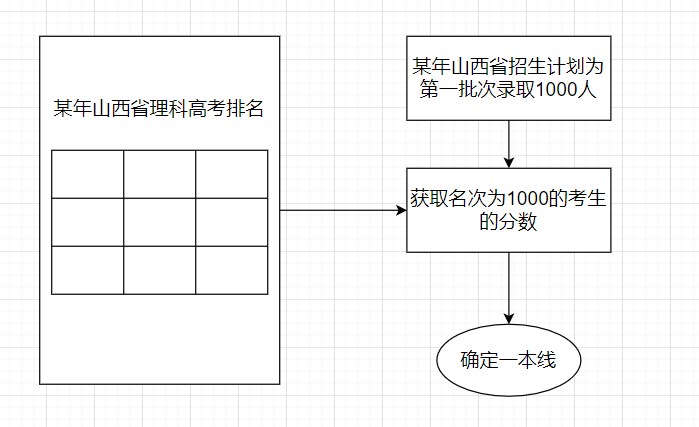 某年山西省理科高考排名
某年山西省招生计划为
第一批次录取1000人
获取名次为1000的考生
的分数
确定一本线